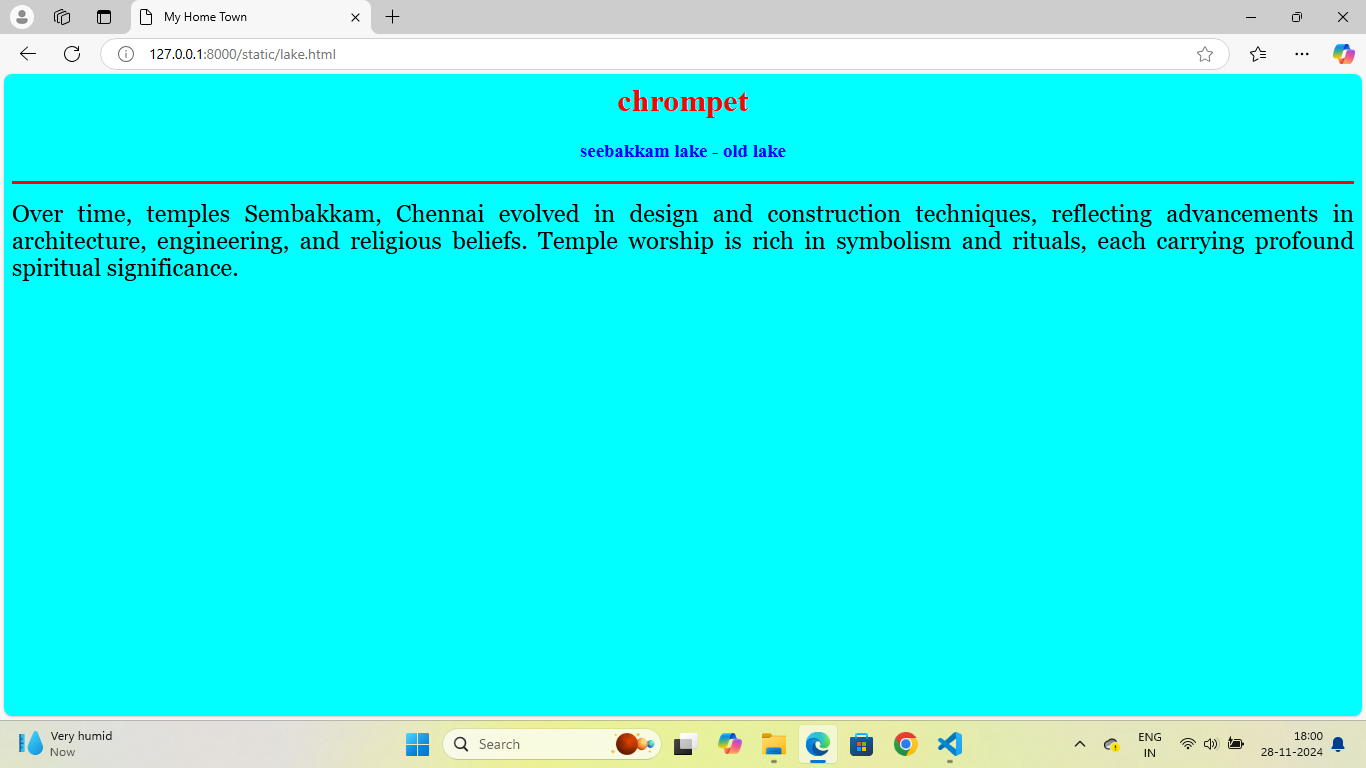 My Home Town
127.0.0.1:8000/static/lake.html
chrompet
seebakkam lake - old lake
Over time, temples Sembakkam, Chennai evolved in design and construction techniques, reflecting advancements in
architecture, engineering, and religious beliefs. Temple worship is rich in symbolism and rituals, each carrying profound
spiritual significance.
Very humid
Now
Search
ENG
IN
18:00
28-11-2024